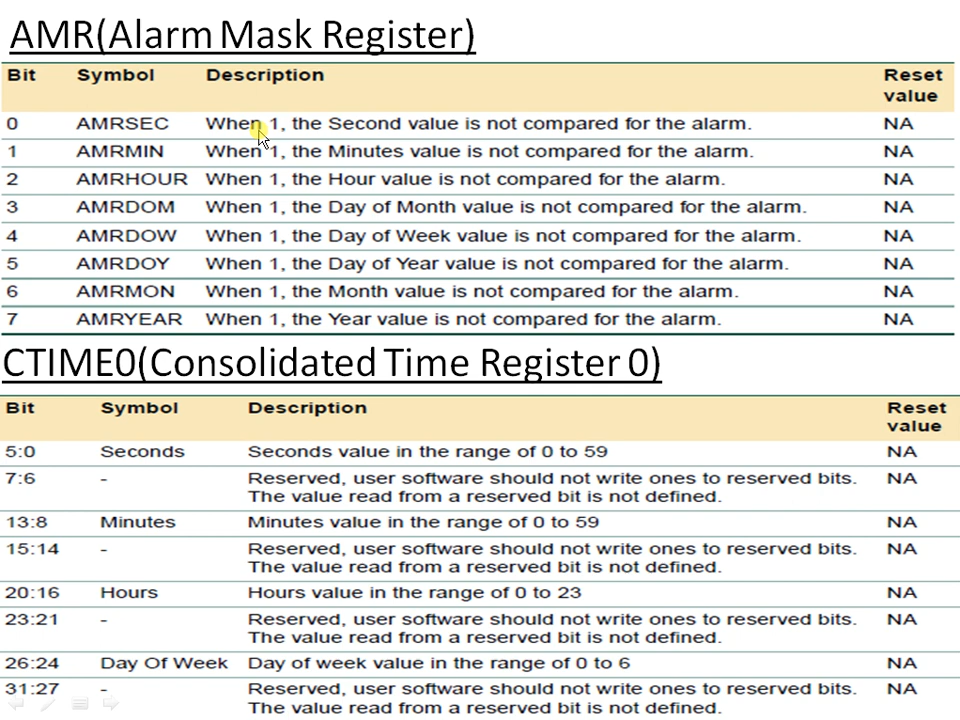 AMR(Alarm Mask Register)
Bit Symbol Description Reset value
0 AMRSEC When 1, the Second value is not compared for the alarm. NA
1 AMRMIN When 1, the Minutes value is not compared for the alarm. NA
2 AMRHOUR When 1, the Hour value is not compared for the alarm. NA
3 AMRDOM When 1, the Day of Month value is not compared for the alarm. NA
4 AMRDOW When 1, the Day of Week value is not compared for the alarm. NA
5 AMRDOY When 1, the Day of Year value is not compared for the alarm. NA
6 AMRMON When 1, the Month value is not compared for the alarm. NA
7 AMRYEAR When 1, the Year value is not compared for the alarm. NA
CTIME0(Consolidated Time Register 0)
Bit Symbol Description Reset value
5:0 Seconds Seconds value in the range of 0 to 59 NA
7:6 - Reserved, user software should not write ones to reserved bits. NA
The value read from a reserved bit is not defined.
13:8 Minutes Minutes value in the range of 0 to 59 NA
15:14 - Reserved, user software should not write ones to reserved bits. NA
The value read from a reserved bit is not defined.
20:16 Hours Hours value in the range of 0 to 23 NA
23:21 - Reserved, user software should not write ones to reserved bits. NA
The value read from a reserved bit is not defined.
26:24 Day Of Week Day of week value in the range of 0 to 6 NA
31:27 - Reserved, user software should not write ones to reserved bits. NA
The value read from a reserved bit is not defined.